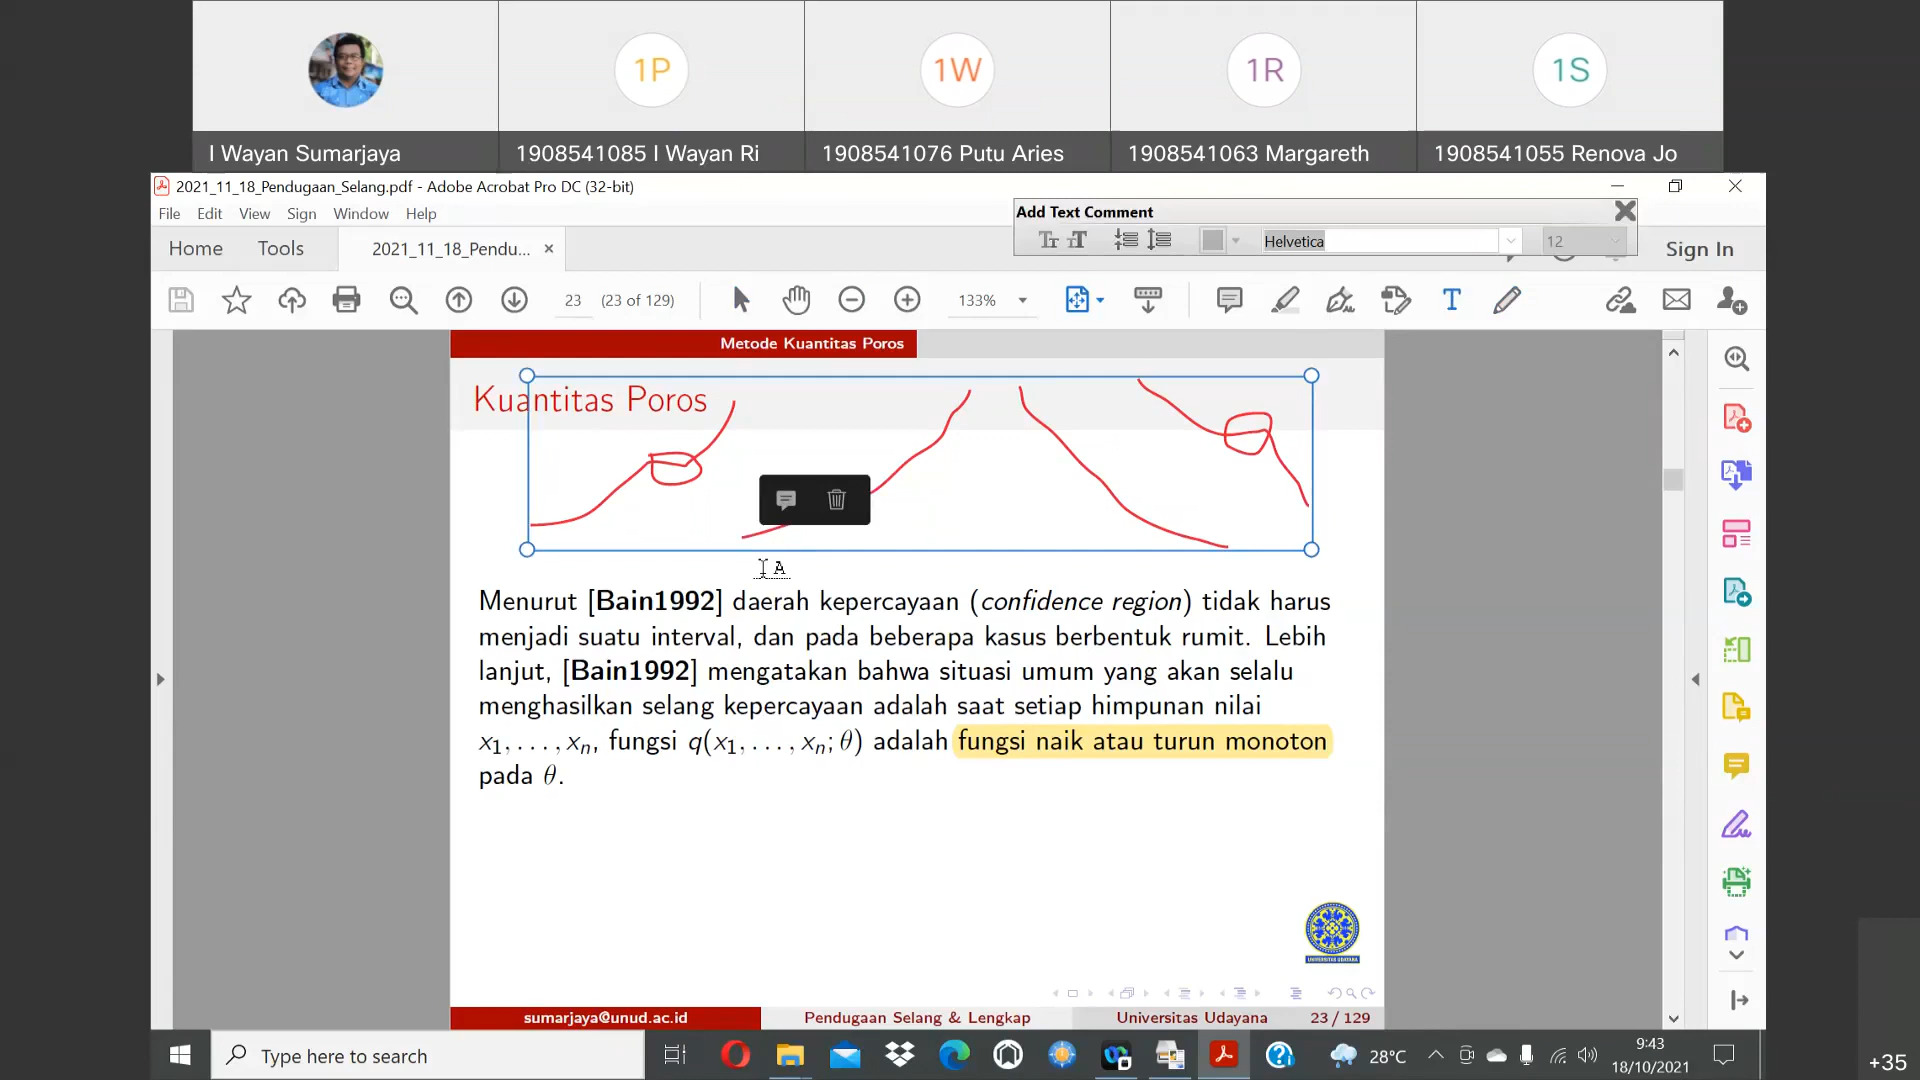 1P
1W
1R
1S
I Wayan Sumarjaya
1908541085 I Wayan Ri
1908541076 Putu Aries
1908541063 Margareth
1908541055 Renova Jo
2021_11_18_Pendugaan_Selang.pdf - Adobe Acrobat Pro DC (32-bit)
File Edit View Sign Window Help
Add Text Comment
Helvetica
12
Home
Tools
2021_11_18_Pendu...
Sign In
23
(23 of 129)
133%
Metode Kuantitas Poros
Kuantitas Poros
Menurut [Bain1992] daerah kepercayaan (confidence region) tidak harus
menjadi suatu interval, dan pada beberapa kasus berbentuk rumit. Lebih
lanjut, [Bain1992] mengatakan bahwa situasi umum yang akan selalu
menghasilkan selang kepercayaan adalah saat setiap himpunan nilai
x₁, . . . , xₙ, fungsi q(x₁, . . . , xₙ; θ) adalah fungsi naik atau turun monoton
pada θ.
UNIVERSITAS UDAYANA
sumarjaya@unud.ac.id
Pendugaan Selang & Lengkap
Universitas Udayana
23 / 129
Type here to search
28°C
9:43
18/10/2021
+35